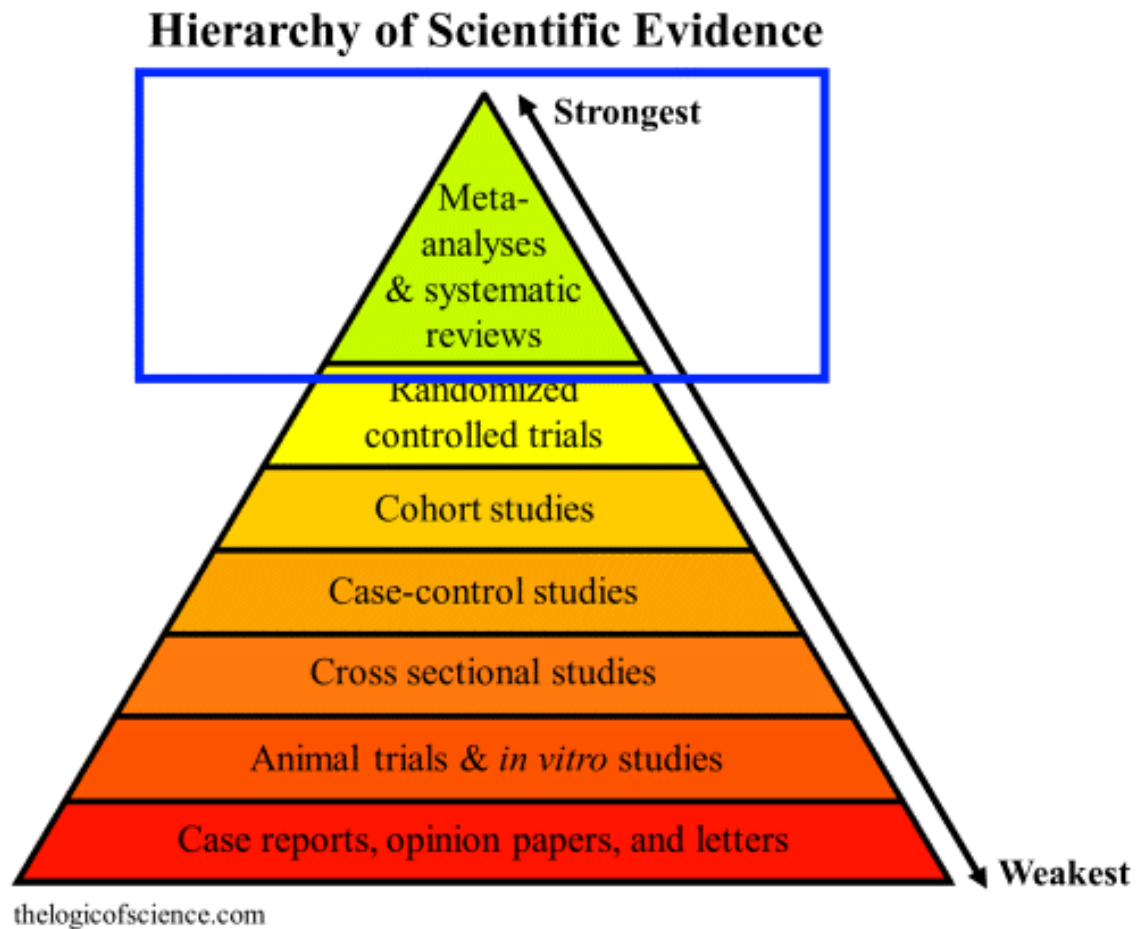 Hierarchy of Scientific Evidence
Strongest
Meta-
analyses
& systematic
reviews
Randomized
controlled trials
Cohort studies
Case-control studies
Cross sectional studies
Animal trials & in vitro studies
Case reports, opinion papers, and letters
Weakest
thelogicofscience.com